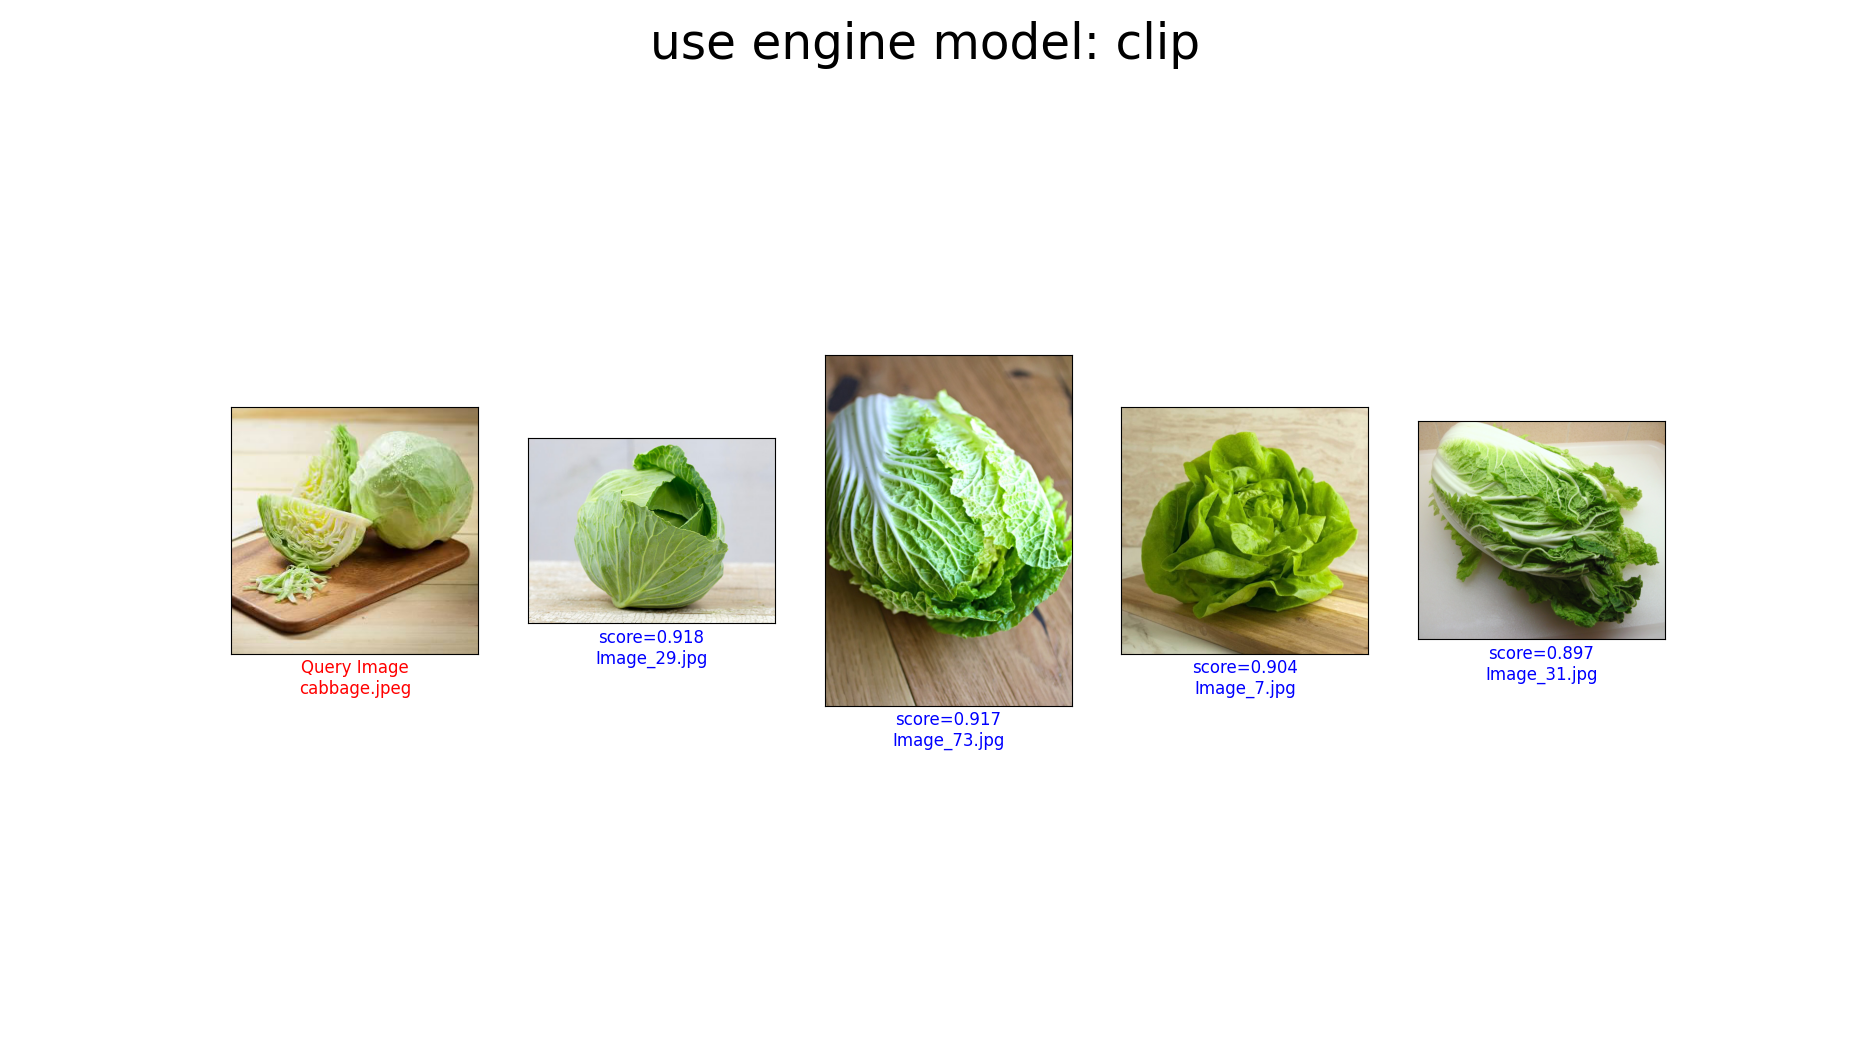 use engine model: clip
Query Image
cabbage.jpeg
score=0.918
Image_29.jpg
score=0.917
Image_73.jpg
score=0.904
Image_7.jpg
score=0.897
Image_31.jpg